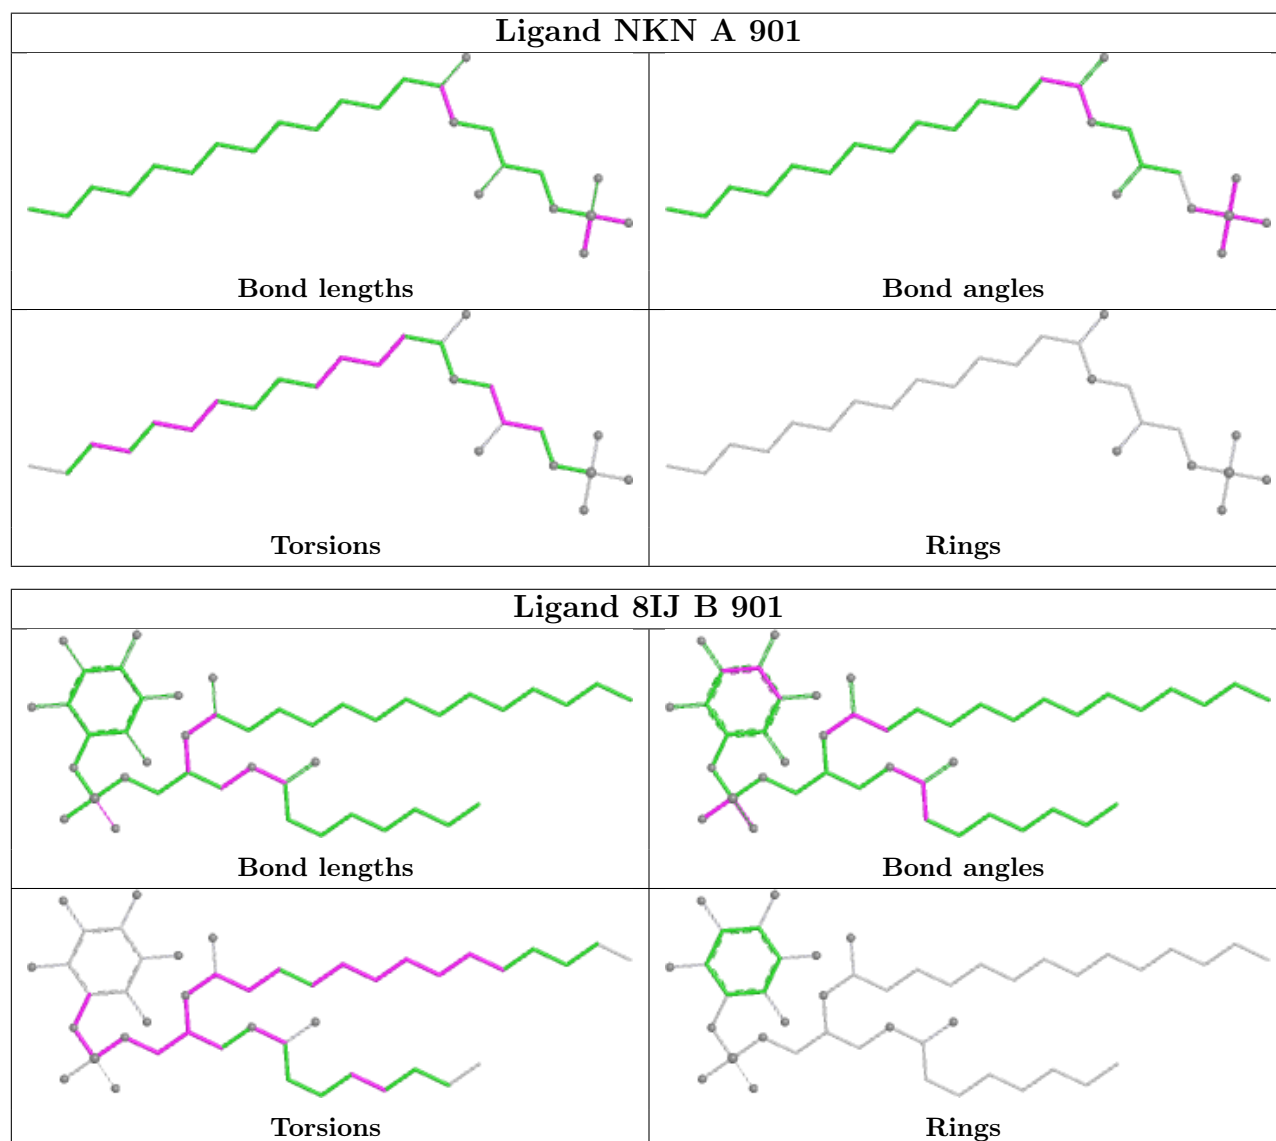 Ligand NKN A 901
Bond lengths
Bond angles
Torsions
Rings
Ligand 8IJ B 901
Bond lengths
Bond angles
Torsions
Rings